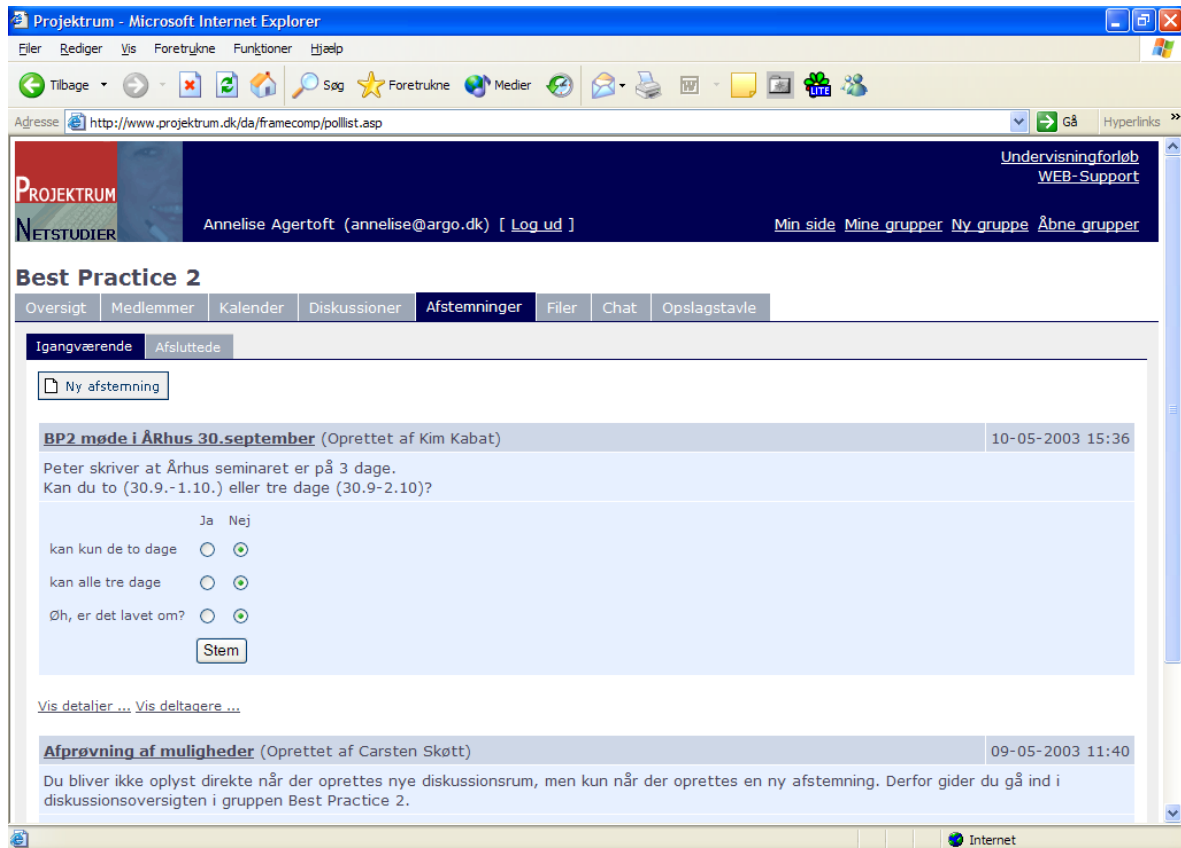 Projektrum - Microsoft Internet Explorer
Filer Rediger Vis Foretrukne Funktioner Hjælp
Tilbage Søg Foretrukne Medier
Adresse http://www.projektrum.dk/da/framecomp/polllist.asp Gå Hyperlinks »
Undervisningforløb
PROJEKTRUM WEB-Support
NETSTUDIER Annelise Agertoft (annelise@argo.dk) [ Log ud ] Min side Mine grupper Ny gruppe Åbne grupper
Best Practice 2
Oversigt Medlemmer Kalender Diskussioner Afstemninger Filer Chat Opslagstavle
Igangværende Afsluttede
Ny afstemning
BP2 møde i ÅRhus 30.september (Oprettet af Kim Kabat) 10-05-2003 15:36
Peter skriver at Århus seminaret er på 3 dage.
Kan du to (30.9.-1.10.) eller tre dage (30.9-2.10)?
Ja Nej
kan kun de to dage
kan alle tre dage
Øh, er det lavet om?
Stem
Vis detaljer ... Vis deltagere ...
Afprøvning af muligheder (Oprettet af Carsten Skøtt) 09-05-2003 11:40
Du bliver ikke oplyst direkte når der oprettes nye diskussionsrum, men kun når der oprettes en ny afstemning. Derfor gider du gå ind i
diskussionsoversigten i gruppen Best Practice 2.
Internet